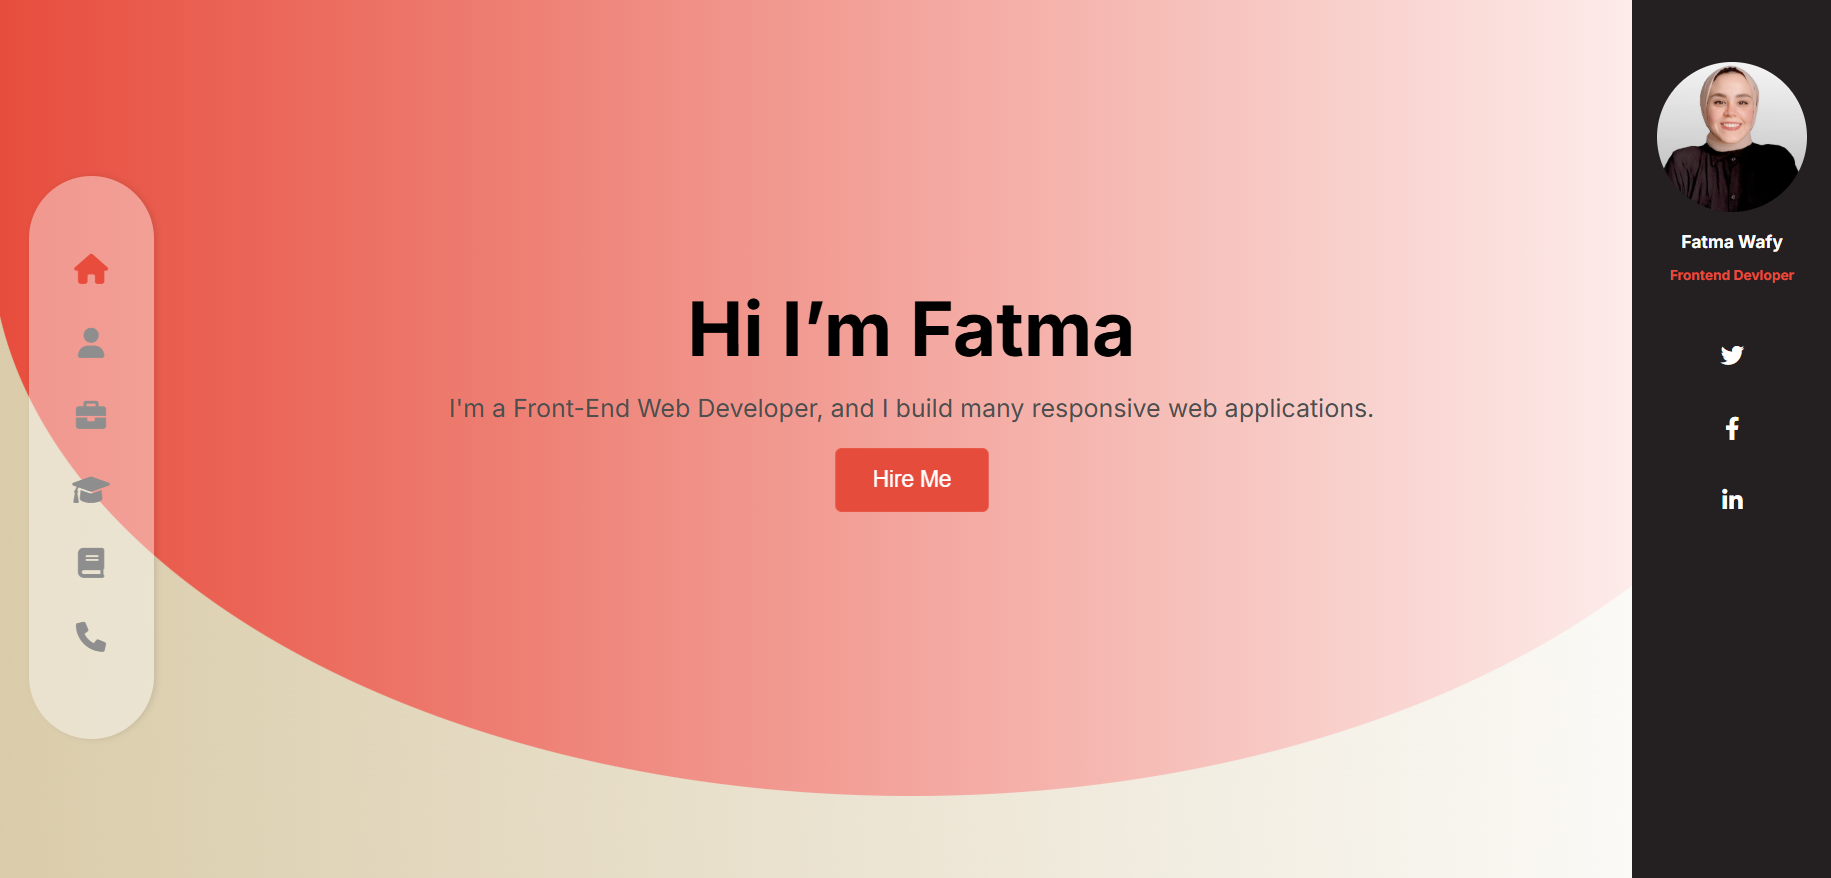 Hi I’m Fatma
I'm a Front-End Web Developer, and I build many responsive web applications.
Hire Me
Fatma Wafy
Frontend Devloper